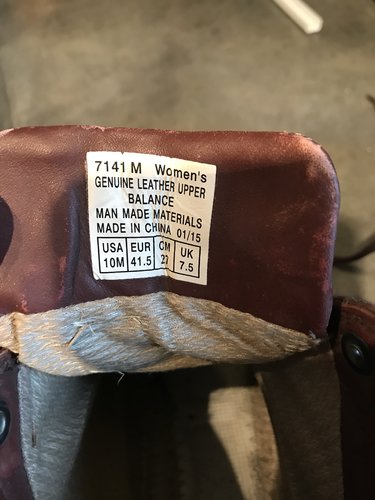 7141 M Women's
GENUINE LEATHER UPPER
BALANCE
MAN MADE MATERIALS
MADE IN CHINA 01/15
USA EUR CM UK
10M 41.5 27 7.5